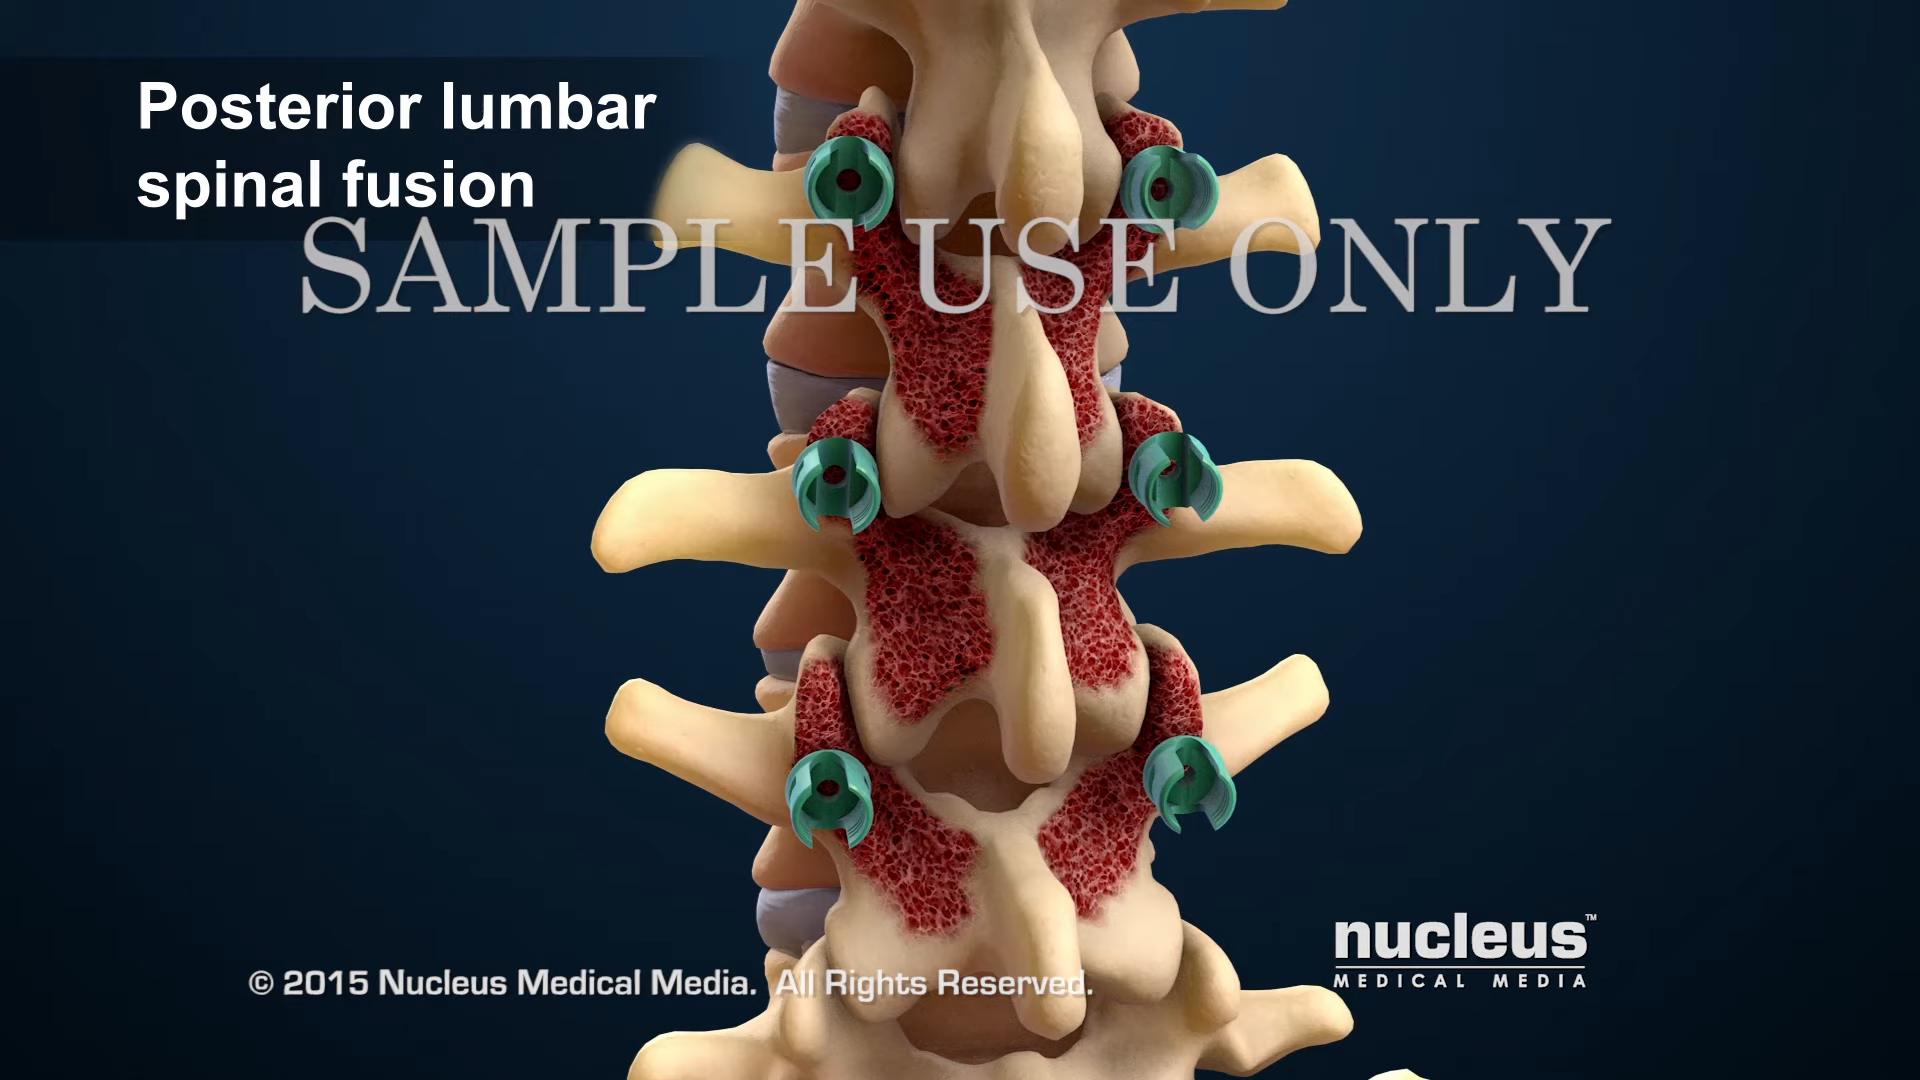 Posterior lumbar
spinal fusion
SAMPLE USE ONLY
© 2015 Nucleus Medical Media. All Rights Reserved.
nucleus™
MEDICAL MEDIA